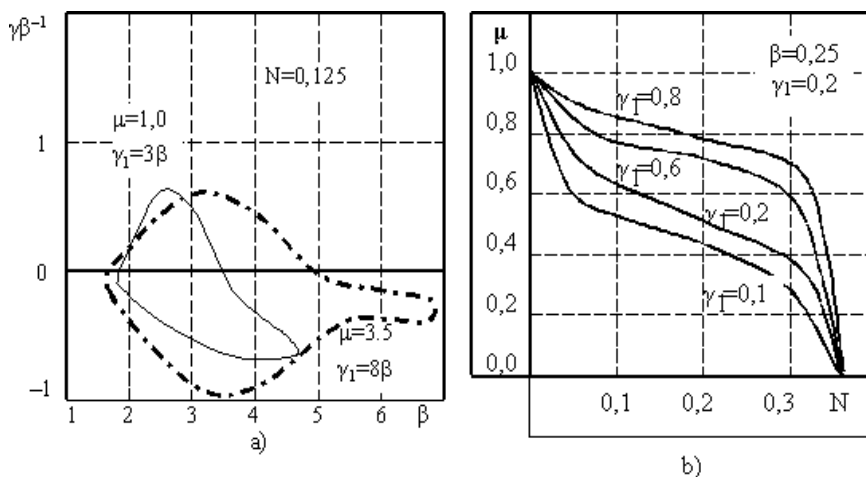 γβ⁻¹
N=0,125
μ=1,0
γ₁=3β
1
0
μ=3.5
γ₁=8β
–1
1 2 3 4 5 6 β
a)
μ
1,0
β=0,25
γ₁=0,2
γ₁=0,8
0,8
γ₁=0,6
0,6
γ₁=0,2
0,4
γ₁=0,1
0,2
0,0
0,1 0,2 0,3 N
b)